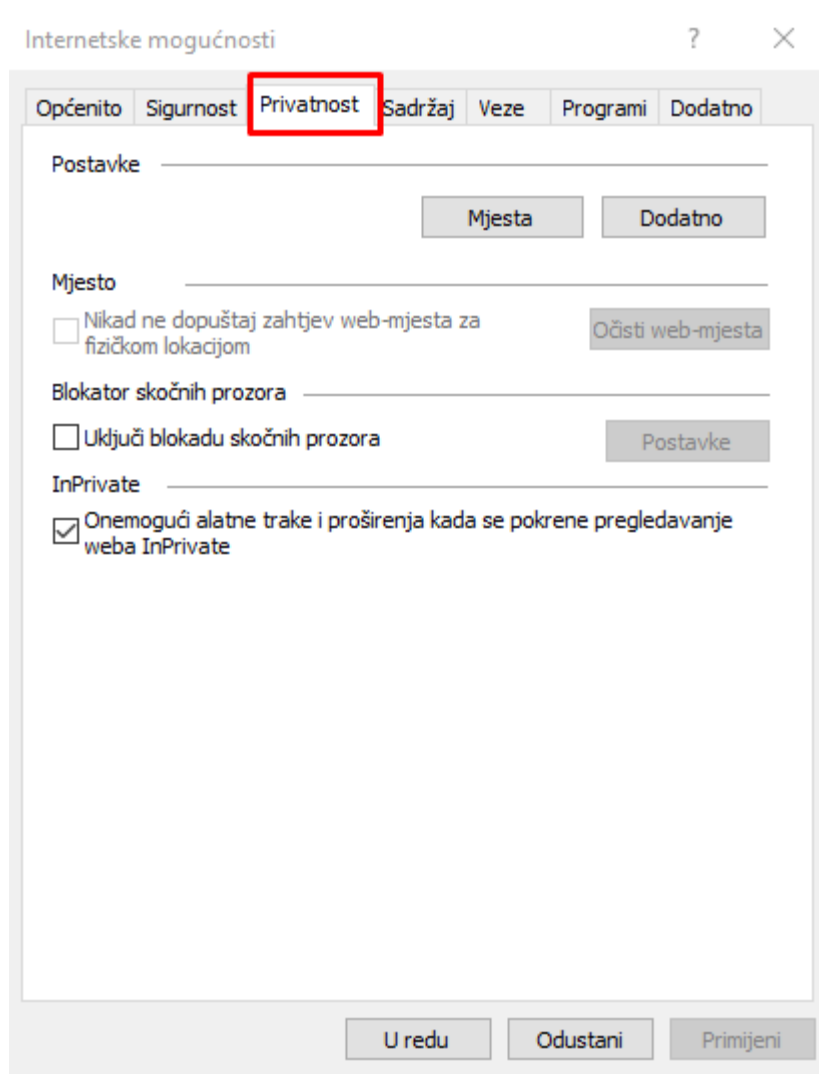 Internetske mogućnosti
Općenito Sigurnost Privatnost Sadržaj Veze Programi Dodatno
Postavke
Mjesta Dodatno
Mjesto
Nikad ne dopuštaj zahtjev web-mjesta za
fizičkom lokacijom
Očisti web-mjesta
Blokator skočnih prozora
Uključi blokadu skočnih prozora Postavke
InPrivate
Onemogući alatne trake i proširenja kada se pokrene pregledavanje
weba InPrivate
U redu Odustani Primijeni